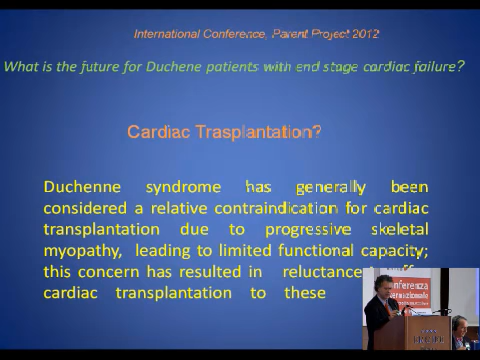 International Conference, Parent Project 2012
What is the future for Duchene patients with end stage cardiac failure?
Cardiac Trasplantation?
Duchenne syndrome has generally been
considered a relative contraindication for cardiac
transplantation due to progressive skeletal
myopathy, leading to limited functional capacity;
this concern has resulted in reluctance
cardiac transplantation to these